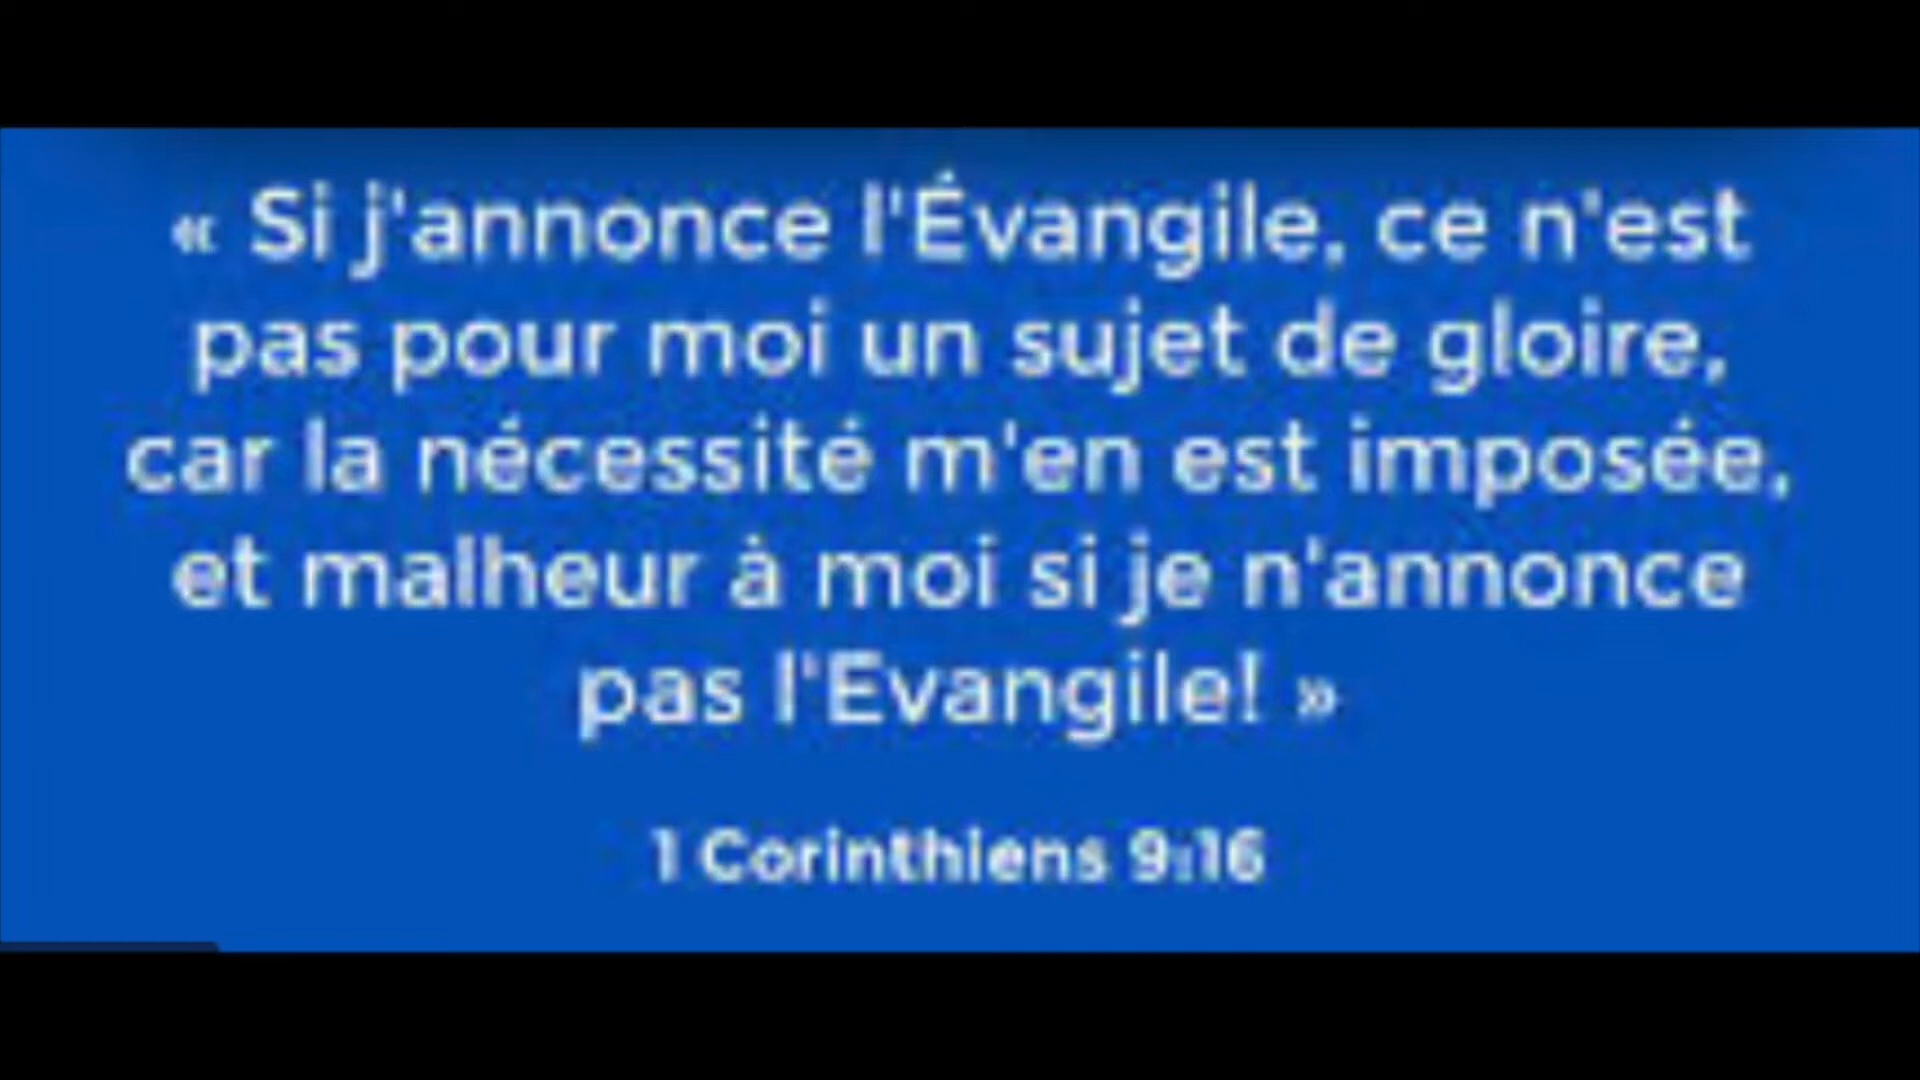 « Si j'annonce l'Évangile, ce n'est
pas pour moi un sujet de gloire,
car la nécessité m'en est imposée,
et malheur à moi si je n'annonce
pas l'Evangile! »
1 Corinthiens 9:16